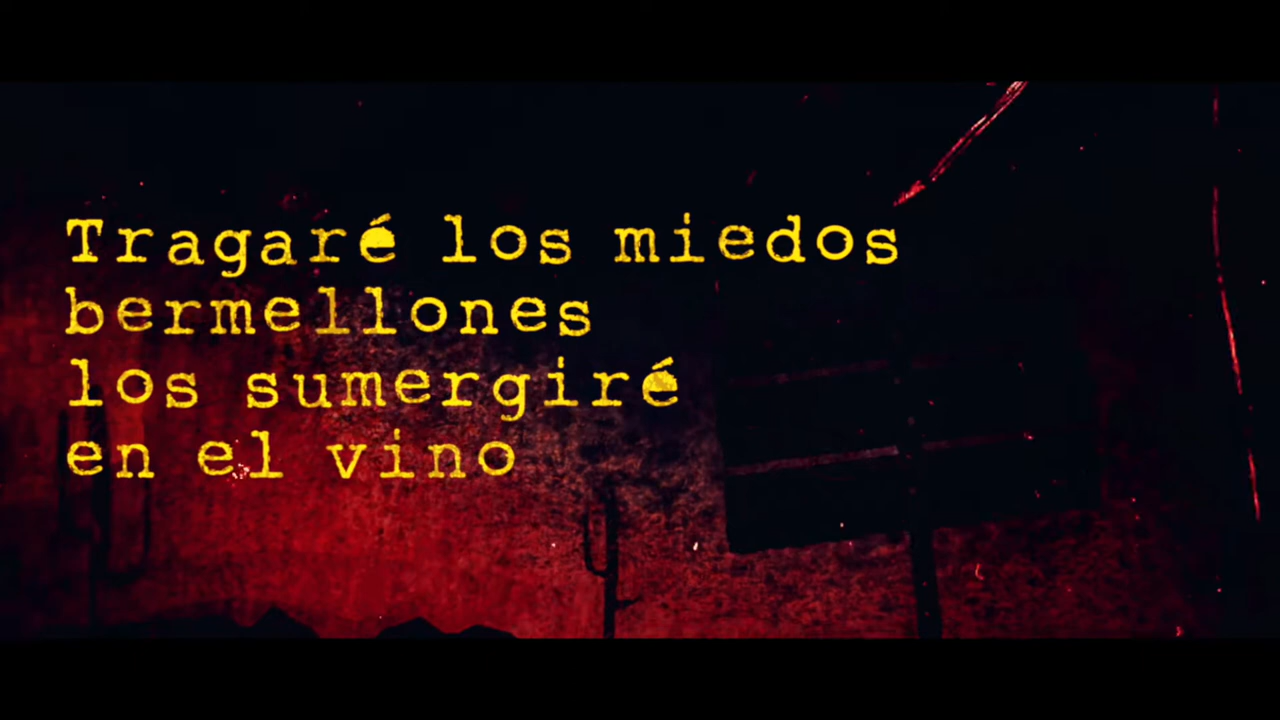 Tragaré los miedos
bermellones
los sumergiré
en el vino